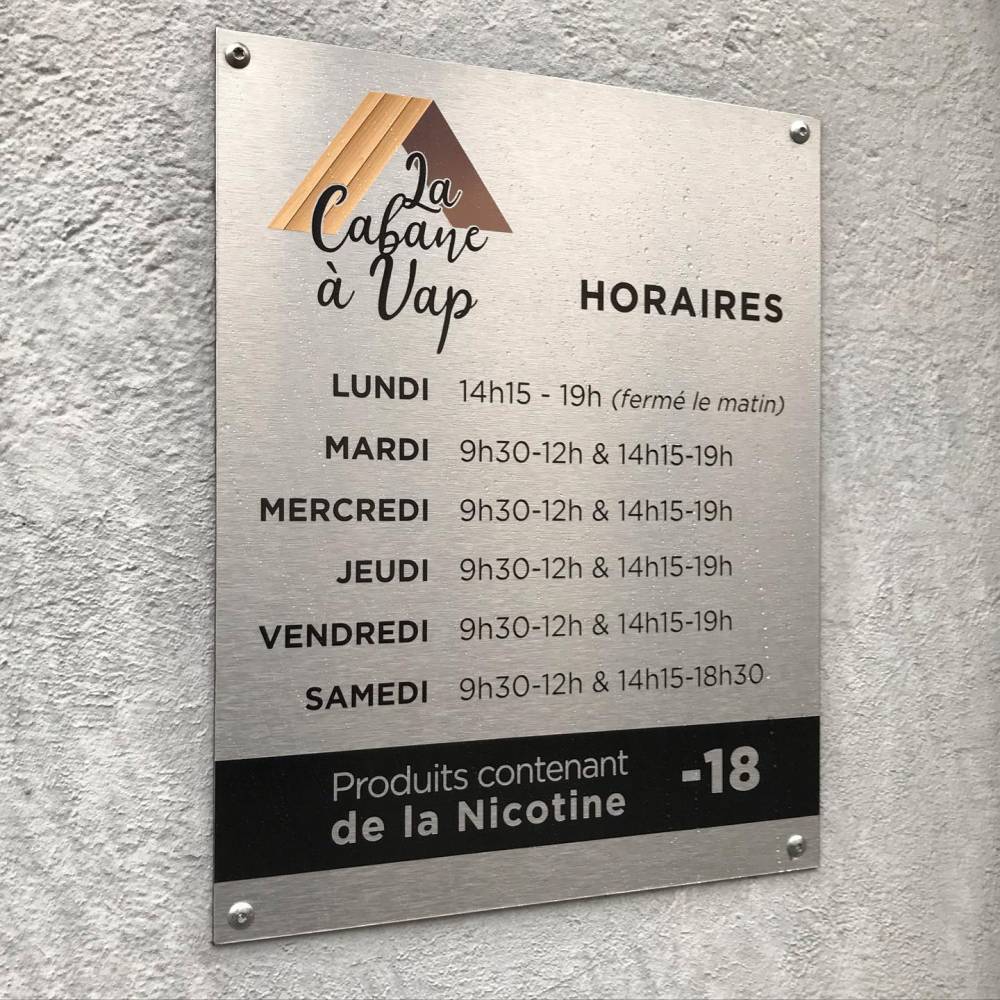 La
Cabane
à Vap
HORAIRES
LUNDI 14h15 - 19h (fermé le matin)
MARDI 9h30-12h & 14h15-19h
MERCREDI 9h30-12h & 14h15-19h
JEUDI 9h30-12h & 14h15-19h
VENDREDI 9h30-12h & 14h15-19h
SAMEDI 9h30-12h & 14h15-18h30
Produits contenant
de la Nicotine
-18